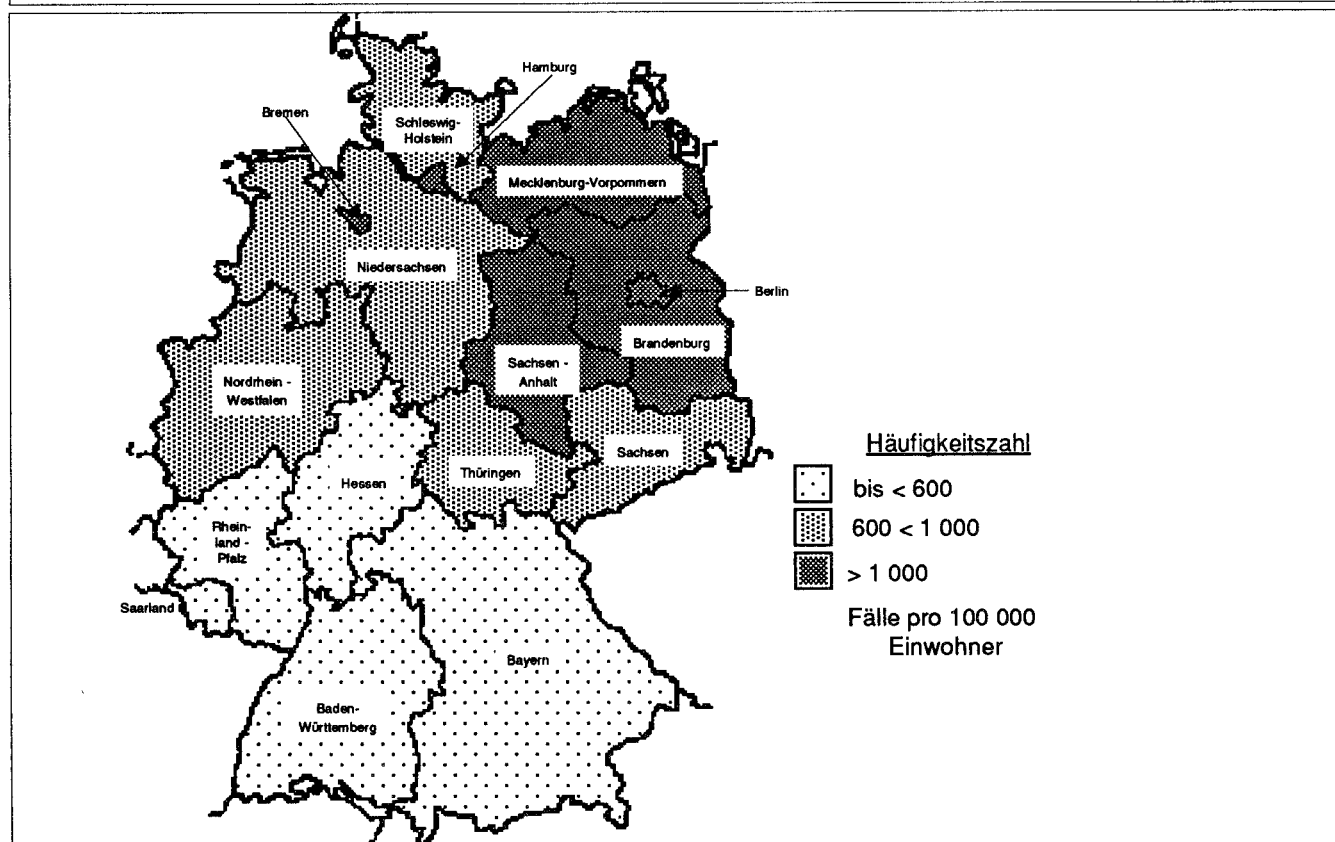 Hamburg
Bremen
Schleswig-
Holstein
Mecklenburg-Vorpommern
Niedersachsen
Berlin
Brandenburg
Sachsen -
Anhalt
Nordrhein -
Westfalen
Sachsen
Thüringen
Hessen
Rhein-
land -
Pfalz
Saarland
Bayern
Baden-
Württemberg
Häufigkeitszahl
bis < 600
600 < 1 000
> 1 000
Fälle pro 100 000
Einwohner